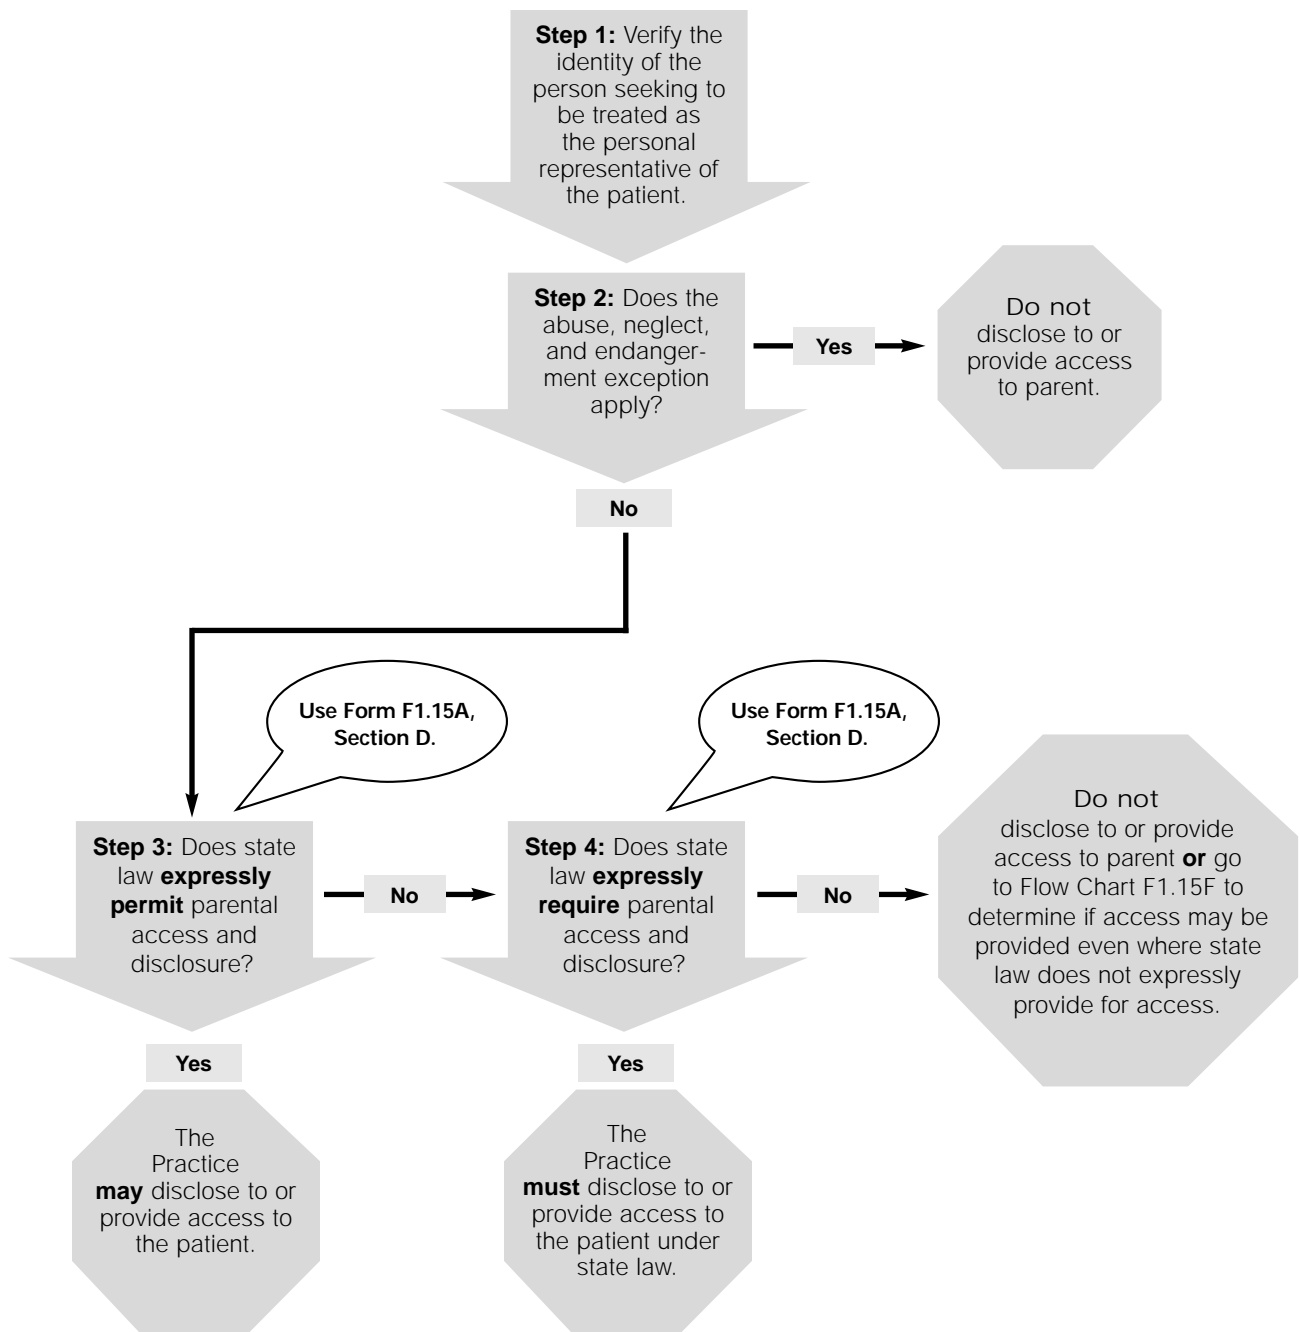 Step 1: Verify the
identity of the
person seeking to
be treated as
the personal
representative of
the patient.
Step 2: Does the
abuse, neglect,
and endanger-
ment exception
apply?
Yes
Do not
disclose to or
provide access
to parent.
No
Use Form F1.15A,
Section D.
Use Form F1.15A,
Section D.
Step 3: Does state
law expressly
permit parental
access and
disclosure?
No
Step 4: Does state
law expressly
require parental
access and
disclosure?
No
Do not
disclose to or provide
access to parent or go
to Flow Chart F1.15F to
determine if access may be
provided even where state
law does not expressly
provide for access.
Yes
The
Practice
may disclose to or
provide access to
the patient.
Yes
The
Practice
must disclose to or
provide access to
the patient under
state law.